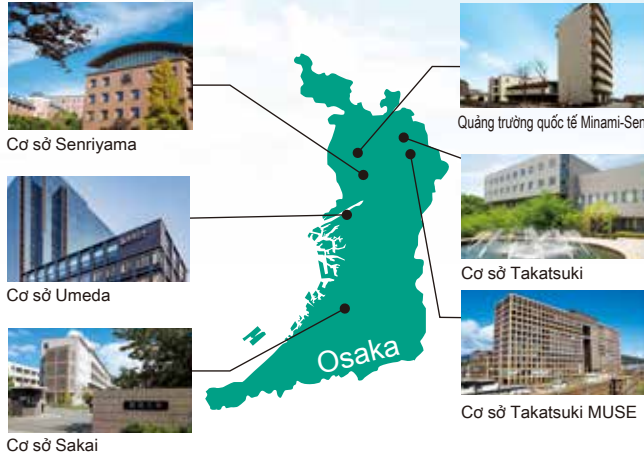 Cơ sở Senriyama
Quảng trường quốc tế Minami-Sen
Cơ sở Umeda
Cơ sở Takatsuki
Osaka
Cơ sở Takatsuki MUSE
Cơ sở Sakai